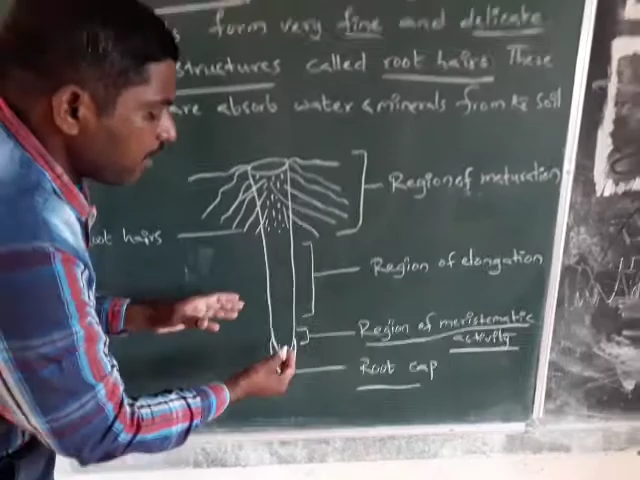 form very fine and delicate
structures called root hairs These
are absorb water & minerals from the soil
Region of maturation
root hairs
Region of elongation
Region of meristematic
activity
Root cap